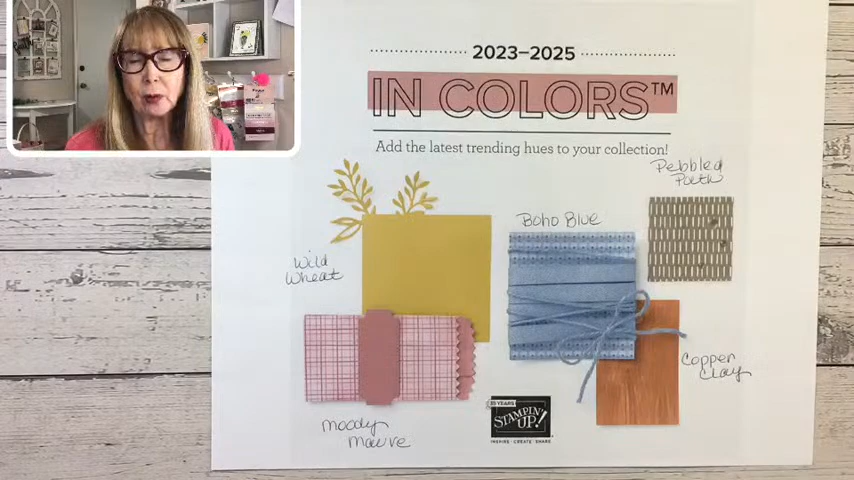 2023–2025
IN COLORS™
Add the latest trending hues to your collection!
Pebbled
Path
Boho Blue
Wild
Wheat
Copper
Clay
Moody
Mauve
35 YEARS
STAMPIN' UP!
INSPIRE · CREATE · SHARE